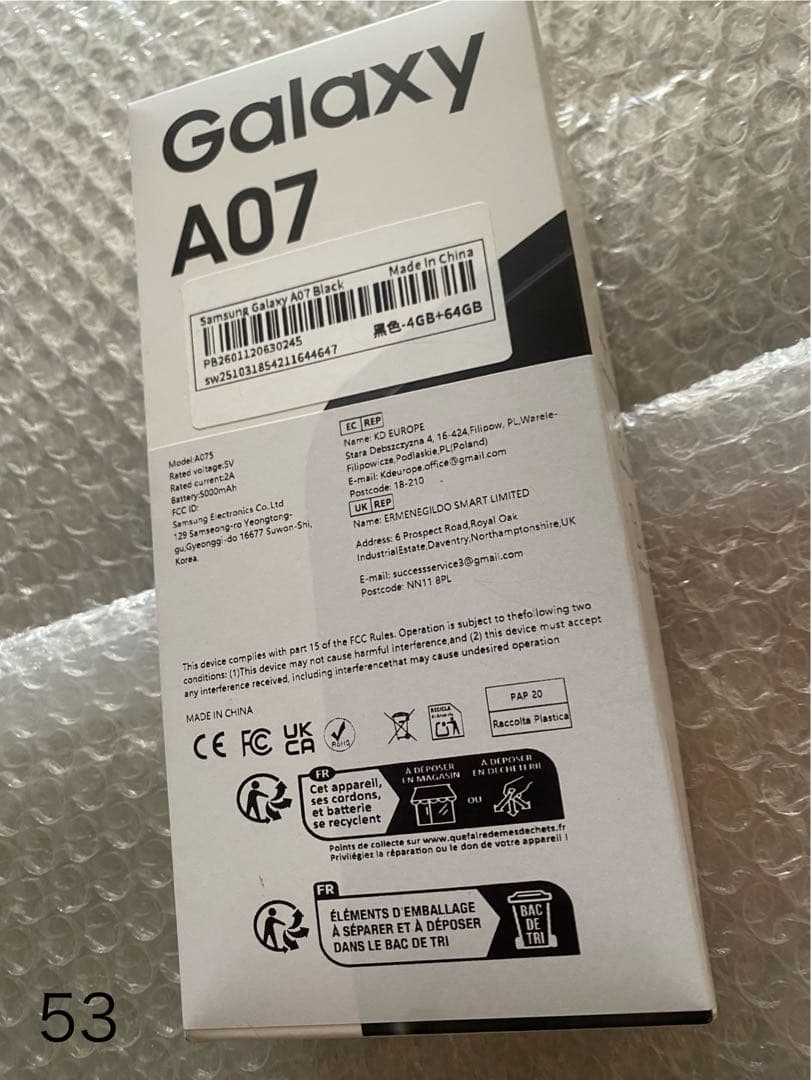 Galaxy
A07
Samsung Galaxy A07 Black
Made In China
PB2601120630245
黑色-4GB+64GB
sw251031854211644647
Model:A075
Rated voltage:5V
Rated current:2A
Battery:5000mAh
FCC ID:
Samsung Electronics Co.Ltd
129 Samseong-ro Yeongtong-
gu,Gyeonggi-do 16677 Suwon-Shi,
Korea.
EC REP
Name: KD EUROPE
Stara Debszczyzna 4, 16-424,Filipow, PL,Warele-
Filipowicze,Podlaskie,PL(Poland)
E-mail: Kdeurope.office@gmail.com
Postcode: 18-210
UK REP
Name: ERMENEGILDO SMART LIMITED
Address: 6 Prospect Road,Royal Oak
IndustrialEstate,Daventry,Northamptonshire,UK
E-mail: successservice3@gmail.com
Postcode: NN11 8PL
This device complies with part 15 of the FCC Rules. Operation is subject to thefollowing two
conditions: (1)This device may not cause harmful interference,and (2) this device must accept
any interference received, including interferencethat may cause undesired operation
MADE IN CHINA
CE FC UK
CA
RoHS
RECICLA
PAP 20
Raccolta Plastica
FR
Cet appareil,
ses cordons,
et batterie
se recyclent
À DÉPOSER
EN MAGASIN
OU
À DÉPOSER
EN DÉCHÈTERIE
Points de collecte sur www.quefairedemesdechets.fr
Privilégiez la réparation ou le don de votre appareil !
FR
ÉLÉMENTS D'EMBALLAGE
À SÉPARER ET À DÉPOSER
DANS LE BAC DE TRI
BAC
DE
TRI
53